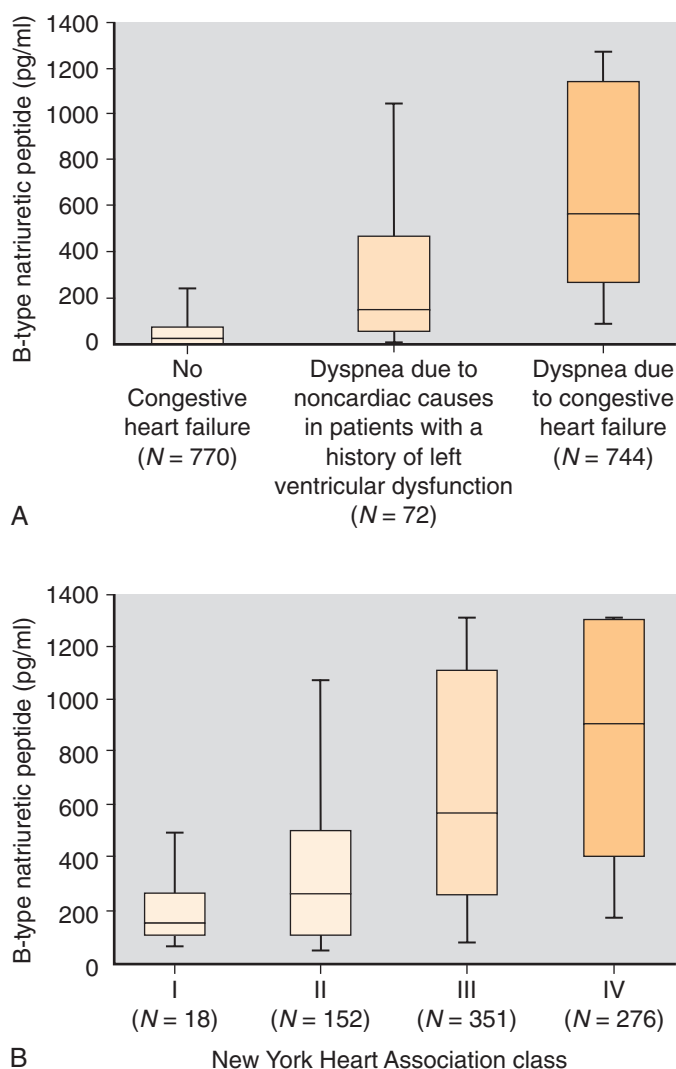 B-type natriuretic peptide (pg/ml)
1400
1200
1000
800
600
400
200
0
No
Congestive
heart failure
(N = 770)
Dyspnea due to
noncardiac causes
in patients with a
history of left
ventricular dysfunction
(N = 72)
Dyspnea due
to congestive
heart failure
(N = 744)
A
B-type natriuretic peptide (pg/ml)
1400
1200
1000
800
600
400
200
0
I
(N = 18)
II
(N = 152)
III
(N = 351)
IV
(N = 276)
B
New York Heart Association class